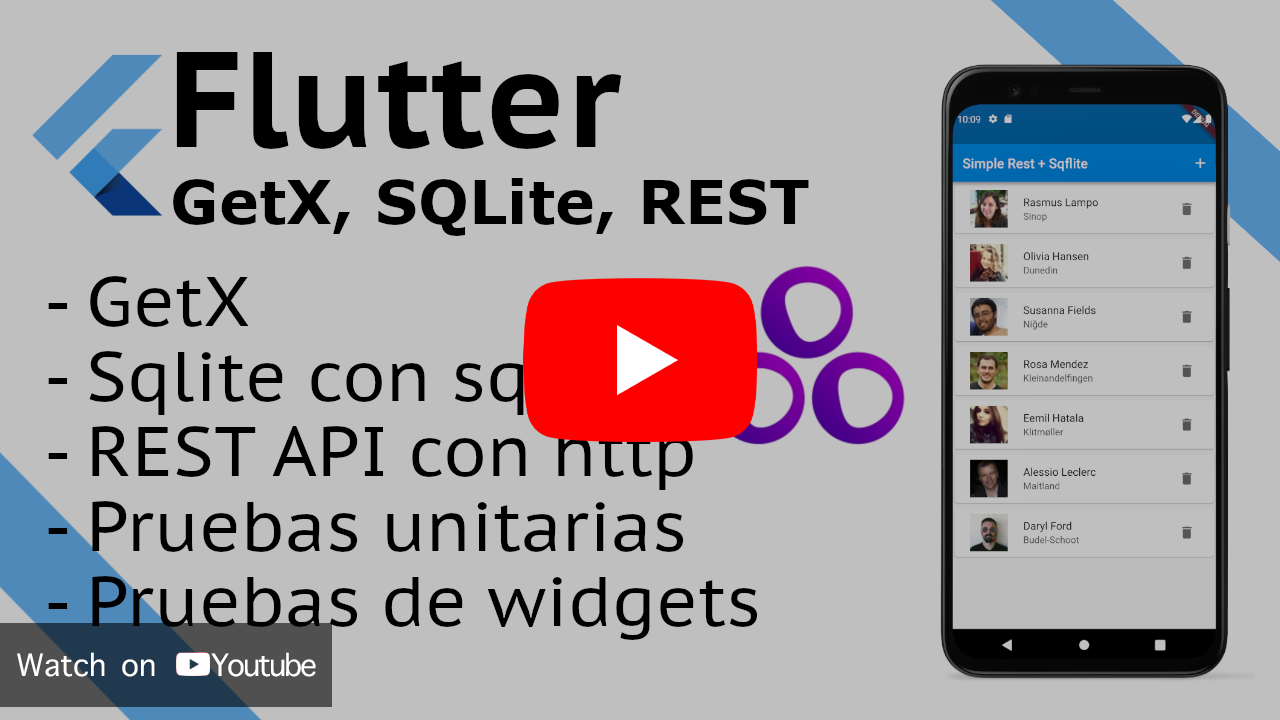 Flutter
GetX, SQLite, REST
- GetX
- Sqlite con
- REST API con http
- Pruebas unitarias
- Pruebas de widgets
Watch on Youtube
10:09
Simple Rest + Sqflite +
Rasmus Lampo
Sinop
Olivia Hansen
Dunedin
Susanna Fields
Niğde
Rosa Mendez
Kleinandelfingen
Eemil Hatala
Klitmøller
Alessio Leclerc
Maitland
Daryl Ford
Budel-Schoot